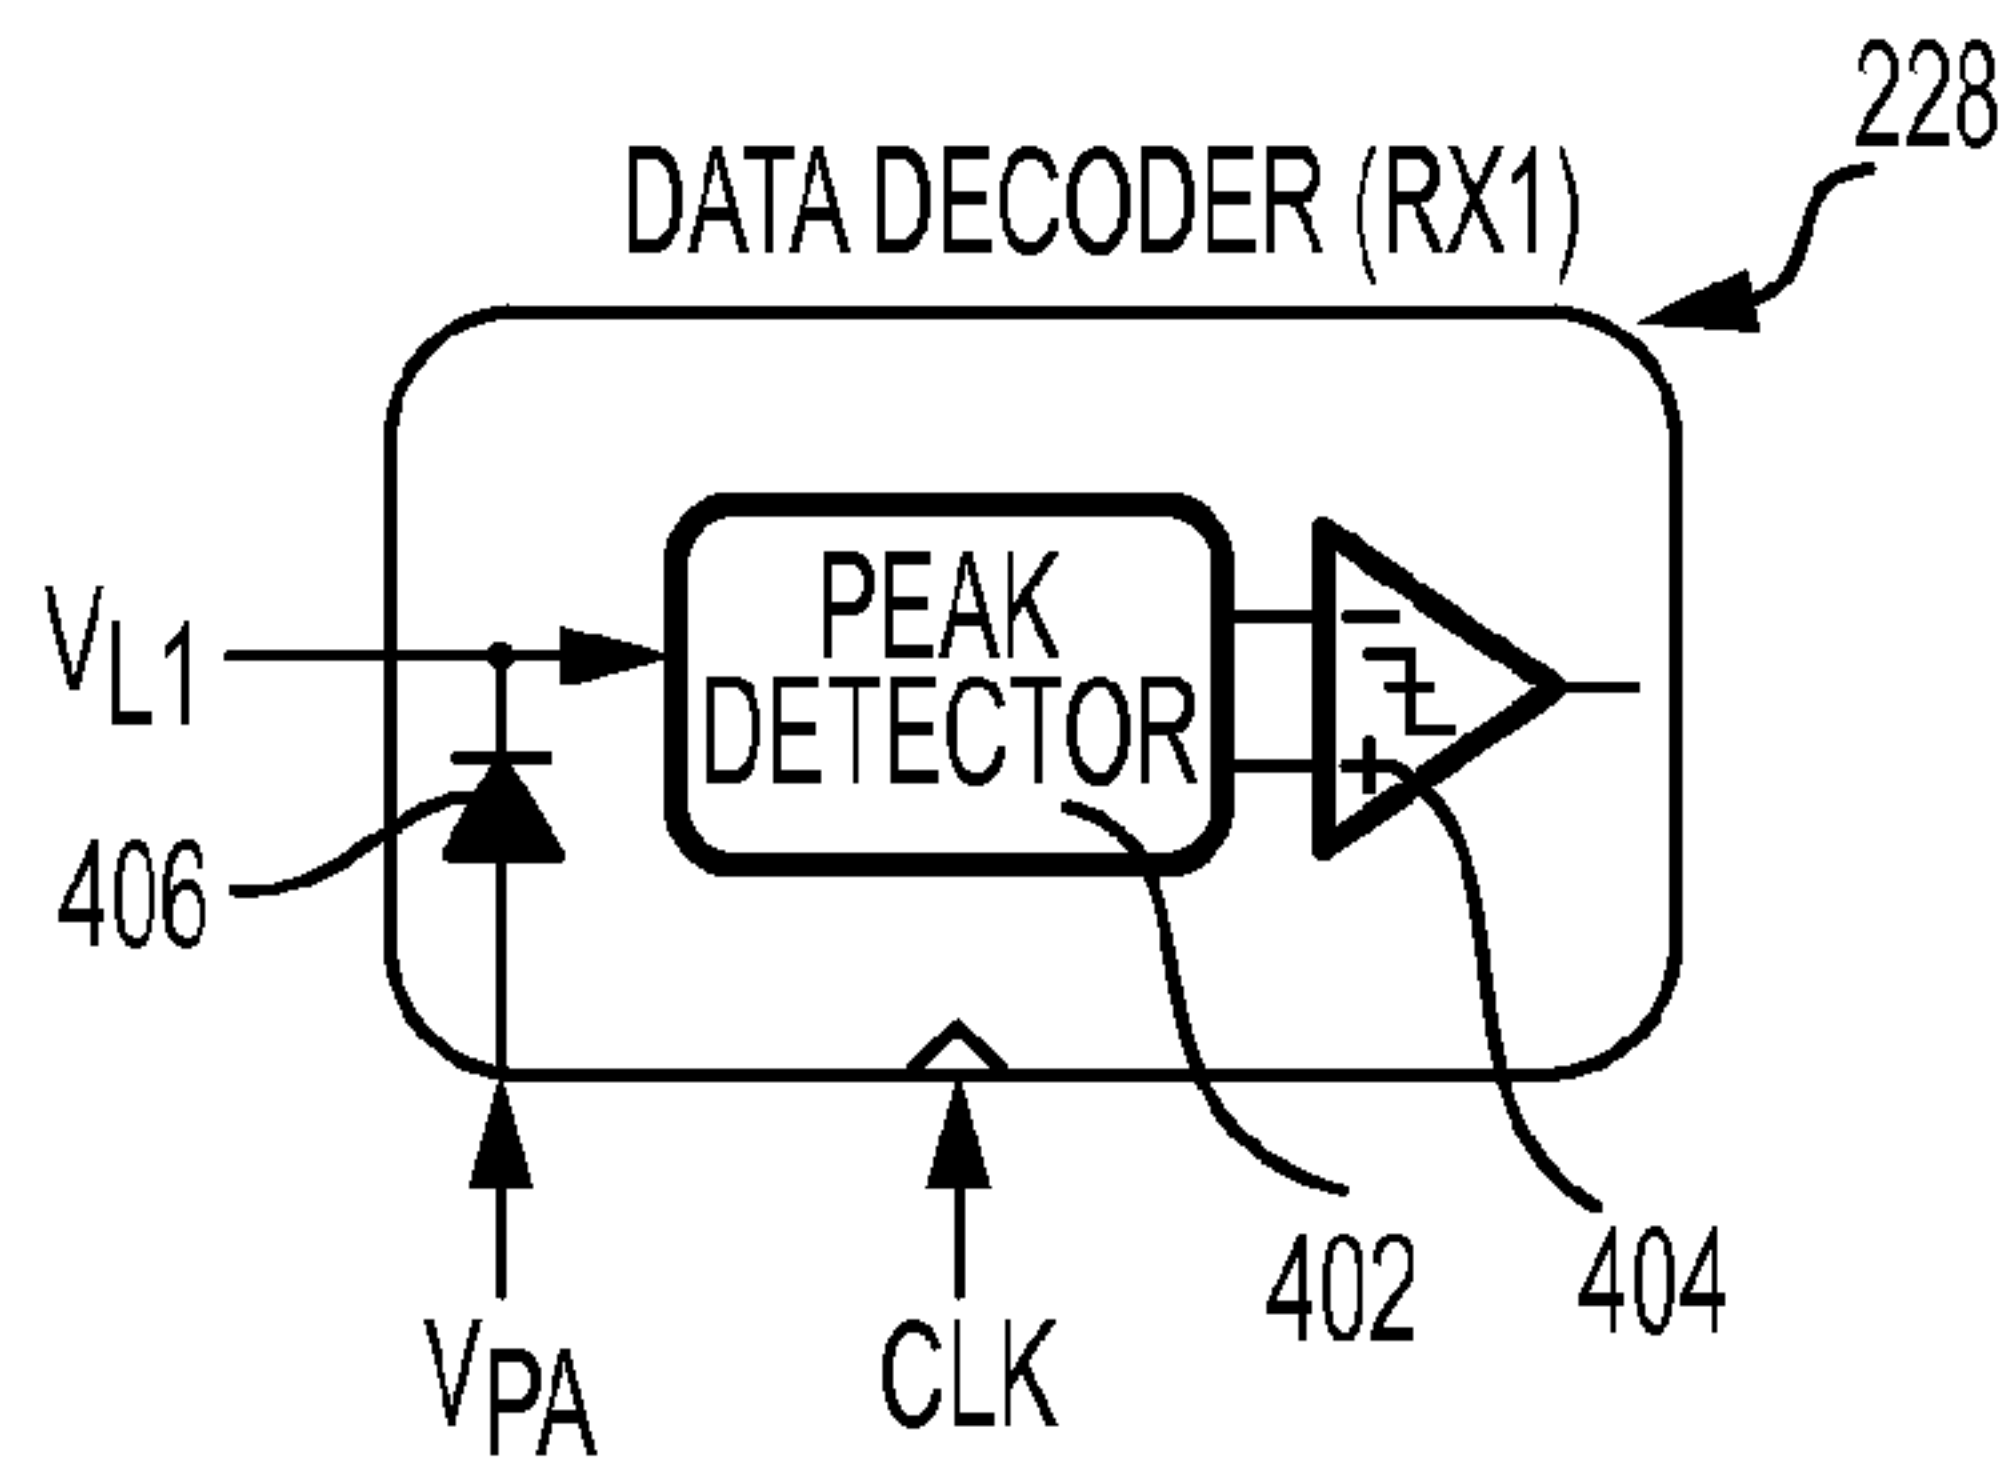 228
DATA DECODER (RX1)
PEAK
DETECTOR
VL1
406
402
404
VPA
CLK